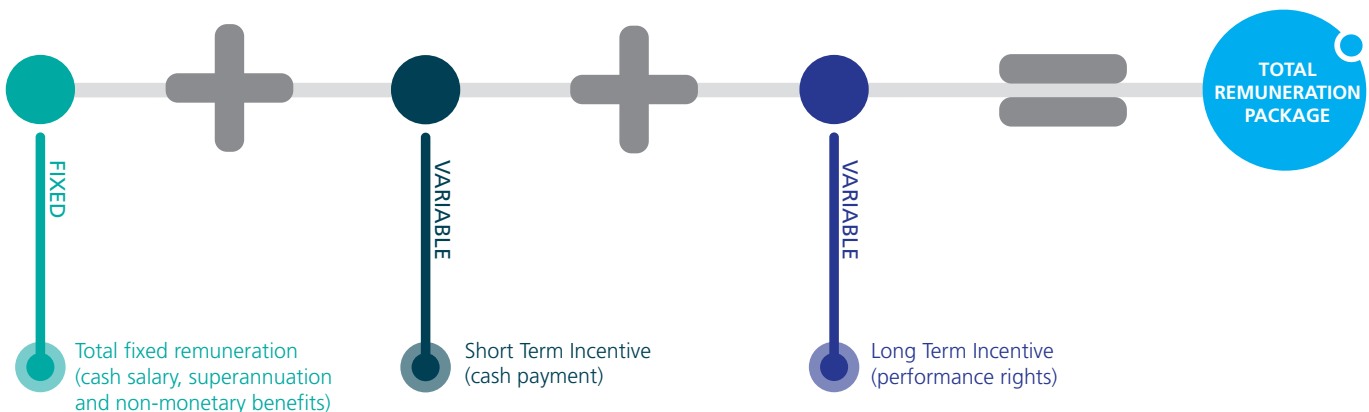 TOTAL
REMUNERATION
PACKAGE
FIXED
VARIABLE
VARIABLE
Total fixed remuneration
(cash salary, superannuation
and non-monetary benefits)
Short Term Incentive
(cash payment)
Long Term Incentive
(performance rights)